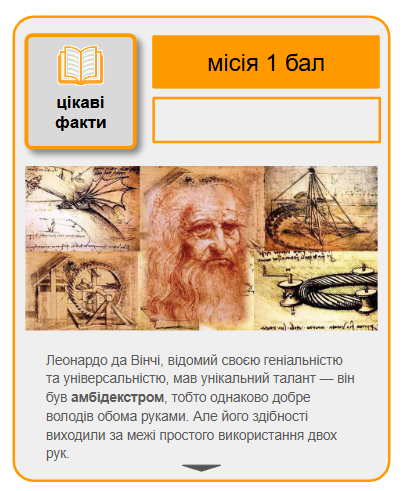 цікаві
факти
місія 1 бал
Леонардо да Вінчі, відомий своєю геніальністю
та універсальністю, мав унікальний талант — він
був амбідекстром, тобто однаково добре
володів обома руками. Але його здібності
виходили за межі простого використання двох
рук.